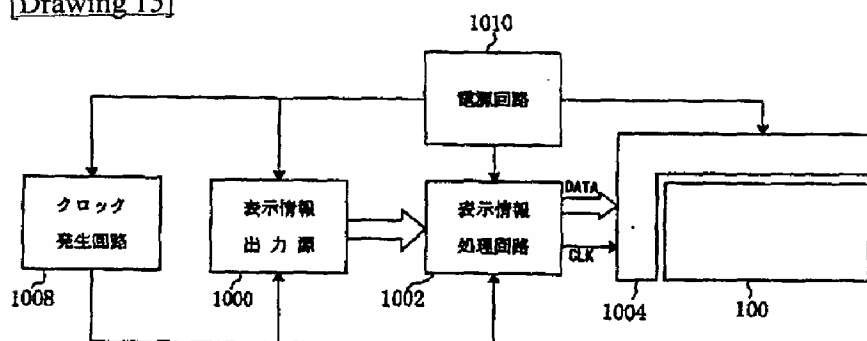 [Drawing 15]
1010
電源回路
クロック
発生回路
表示情報
出力源
表示情報
処理回路
DATA
CLK
1008
1000
1002
1004
100